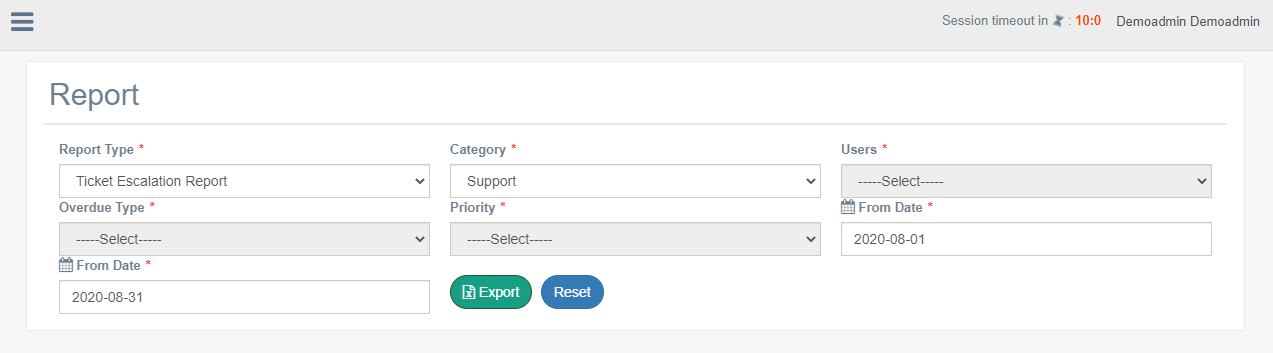 Session timeout in : 10:0 Demoadmin Demoadmin
Report
Report Type * Category * Users *
Ticket Escalation Report Support -----Select-----
Overdue Type * Priority * From Date *
-----Select----- -----Select----- 2020-08-01
From Date *
2020-08-31 Export Reset